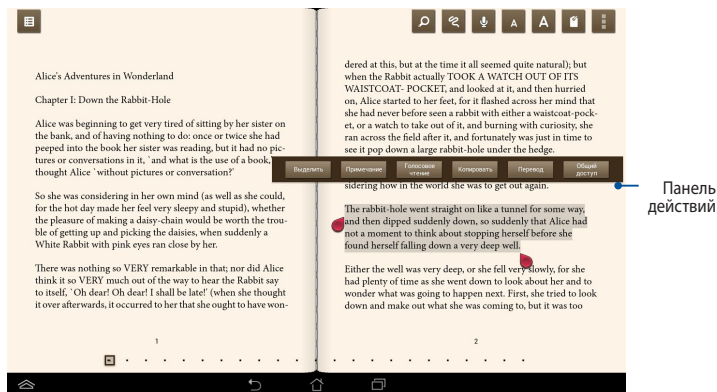 A A
Alice's Adventures in Wonderland
Chapter I: Down the Rabbit-Hole
Alice was beginning to get very tired of sitting by her sister on
the bank, and of having nothing to do: once or twice she had
peeped into the book her sister was reading, but it had no pic-
tures or conversations in it, `and what is the use of a book,'
thought Alice `without pictures or conversation?'
So she was considering in her own mind (as well as she could,
for the hot day made her feel very sleepy and stupid), whether
the pleasure of making a daisy-chain would be worth the trou-
ble of getting up and picking the daisies, when suddenly a
White Rabbit with pink eyes ran close by her.
There was nothing so VERY remarkable in that; nor did Alice
think it so VERY much out of the way to hear the Rabbit say
to itself, `Oh dear! Oh dear! I shall be late!' (when she thought
it over afterwards, it occurred to her that she ought to have won-
1
dered at this, but at the time it all seemed quite natural); but
when the Rabbit actually TOOK A WATCH OUT OF ITS
WAISTCOAT- POCKET, and looked at it, and then hurried
on, Alice started to her feet, for it flashed across her mind that
she had never before seen a rabbit with either a waistcoat-pock-
et, or a watch to take out of it, and burning with curiosity, she
ran across the field after it, and fortunately was just in time to
see it pop down a large rabbit-hole under the hedge.
Выделить Примечание Голосовое чтение Копировать Перевод Общий доступ
sidering how in the world she was to get out again.
The rabbit-hole went straight on like a tunnel for some way,
and then dipped suddenly down, so suddenly that Alice had
not a moment to think about stopping herself before she
found herself falling down a very deep well.
Either the well was very deep, or she fell very slowly, for she
had plenty of time as she went down to look about her and to
wonder what was going to happen next. First, she tried to look
down and make out what she was coming to, but it was too
2
Панель
действий